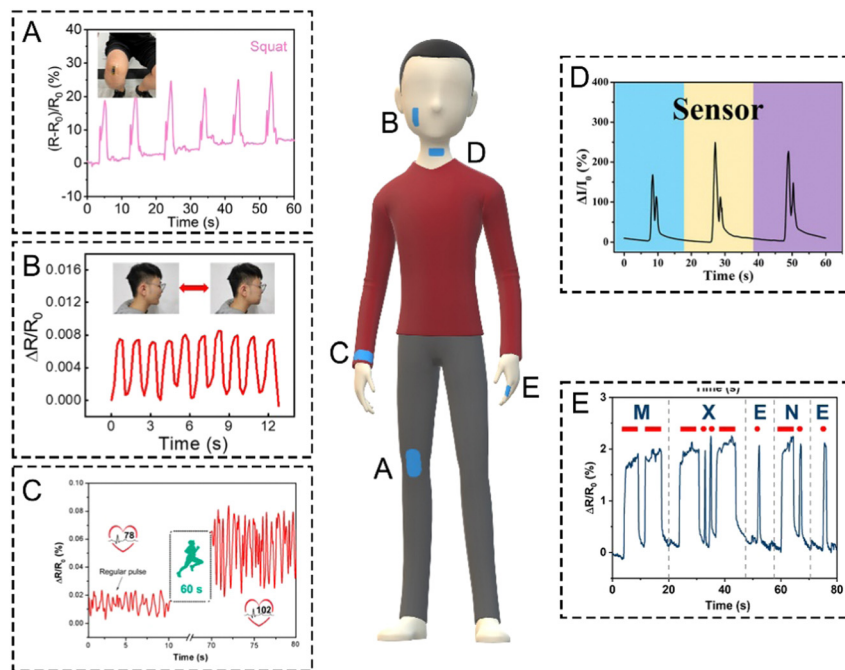 A
Squat
(R-R0)/R0 (%)
40
30
20
10
0
-10
0 10 20 30 40 50 60
Time (s)
B
ΔR/R0
0.016
0.012
0.008
0.004
0.000
0 3 6 9 12
Time (s)
C
ΔR/R0 (%)
0.10
0.08
0.06
0.04
0.02
0.00
78
Regular pulse
60 s
102
0 5 10 70 75 80
Time (s)
B
D
C
E
A
D
Sensor
ΔI/I0 (%)
400
300
200
100
0
0 10 20 30 40 50 60
Time (s)
E
Time (s)
M X E N E
ΔR/R0 (%)
3
2
1
0
0 20 40 60 80
Time (s)